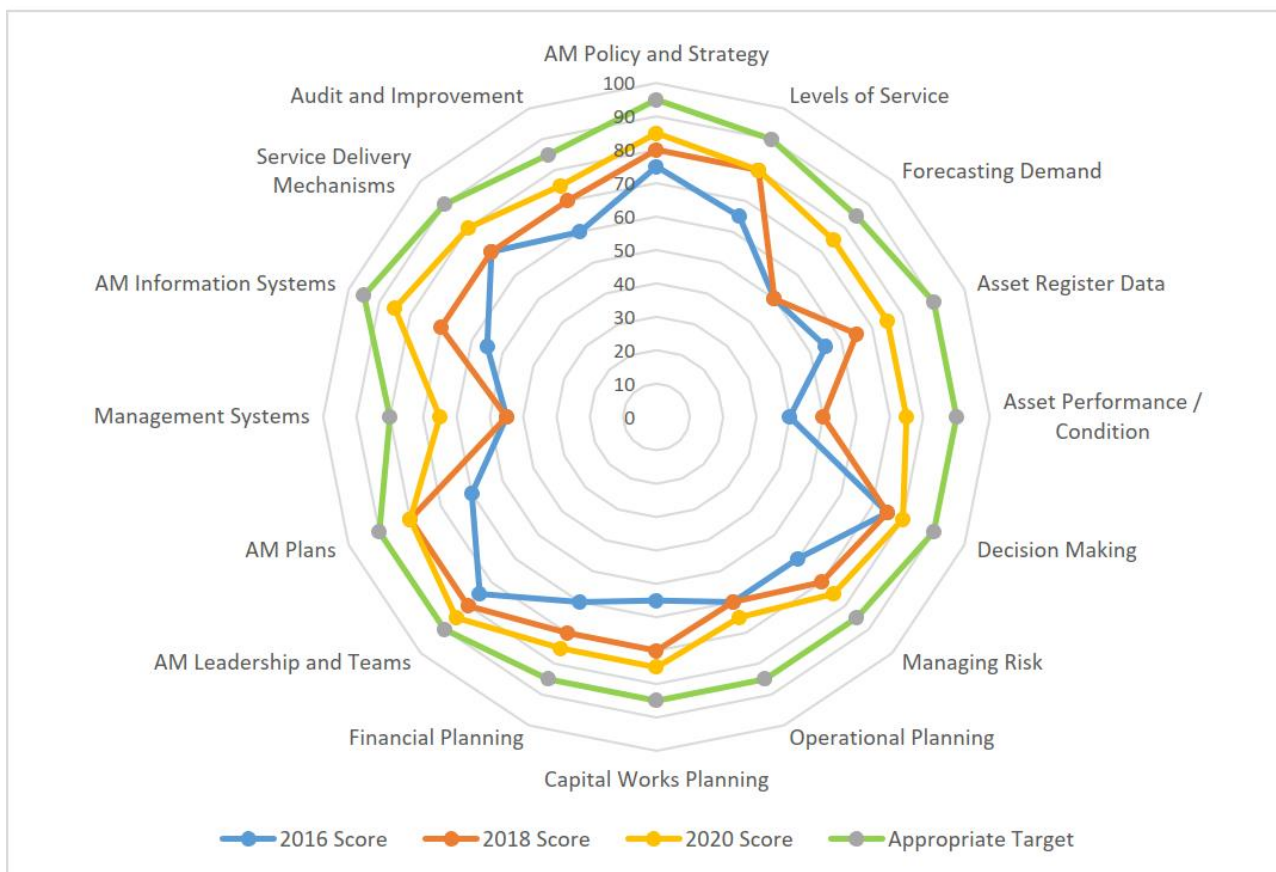 AM Policy and Strategy
Levels of Service
Forecasting Demand
Asset Register Data
Asset Performance /
Condition
Decision Making
Managing Risk
Operational Planning
Capital Works Planning
Financial Planning
AM Leadership and Teams
AM Plans
Management Systems
AM Information Systems
Service Delivery
Mechanisms
Audit and Improvement
100
90
80
70
60
50
40
30
20
10
0
2016 Score
2018 Score
2020 Score
Appropriate Target